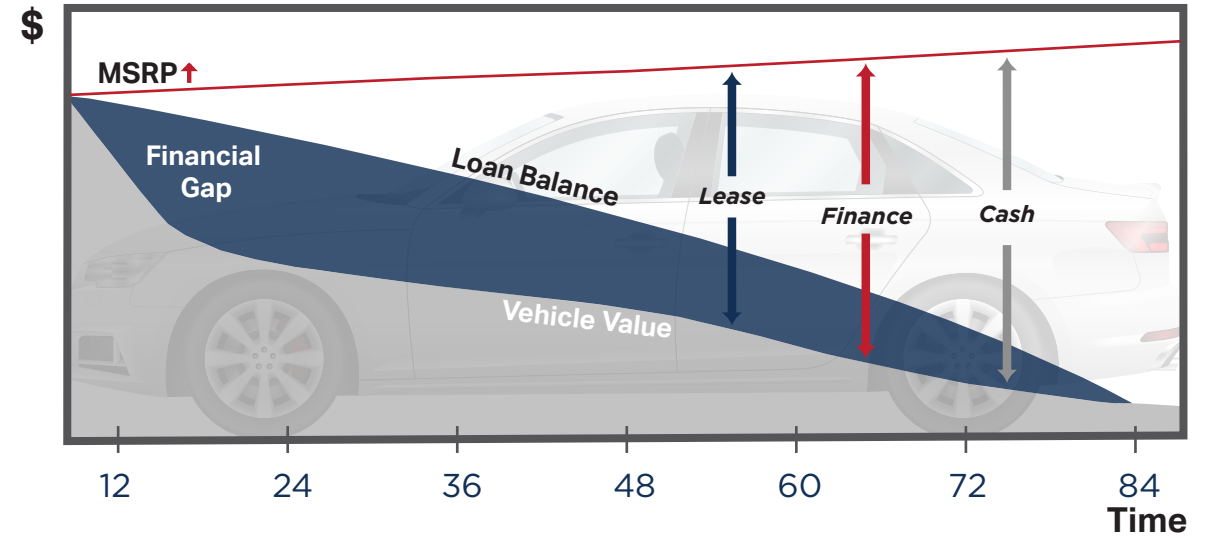 $
MSRP
Financial
Gap
Loan Balance
Lease
Finance
Cash
Vehicle Value
12 24 36 48 60 72 84
Time